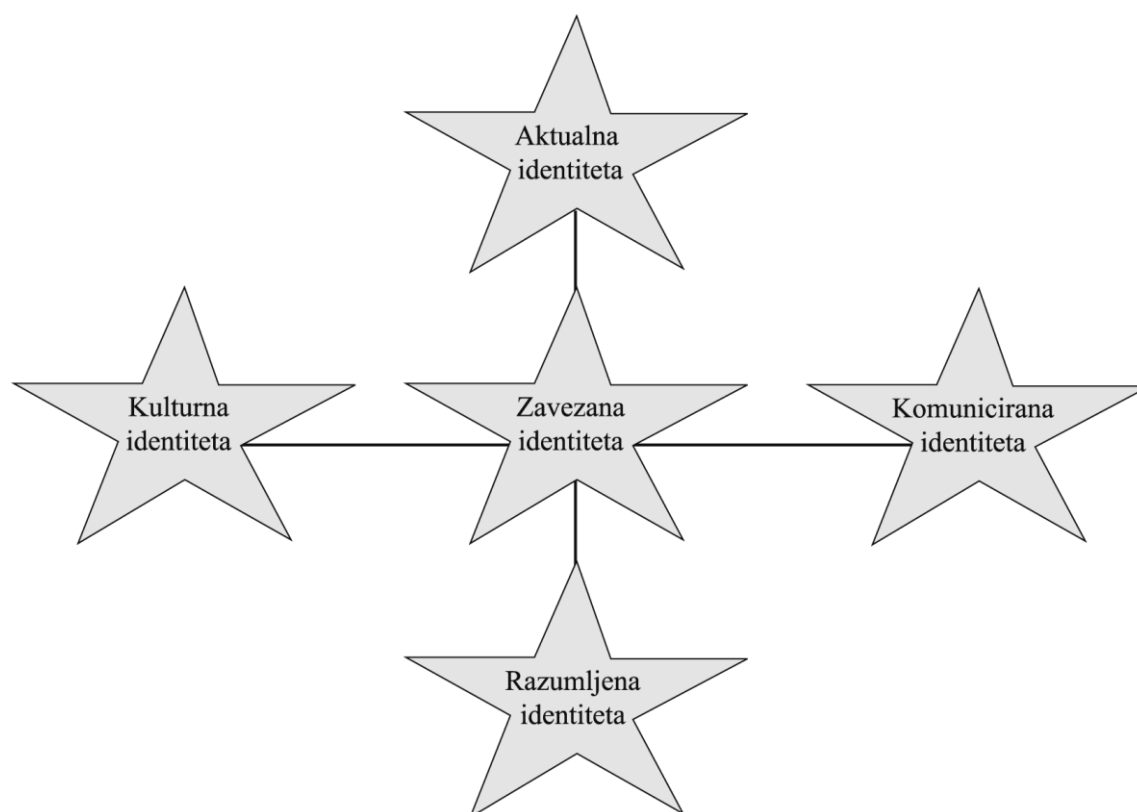 Aktualna
identiteta
Kulturna
identiteta
Zavezana
identiteta
Komunicirana
identiteta
Razumljena
identiteta